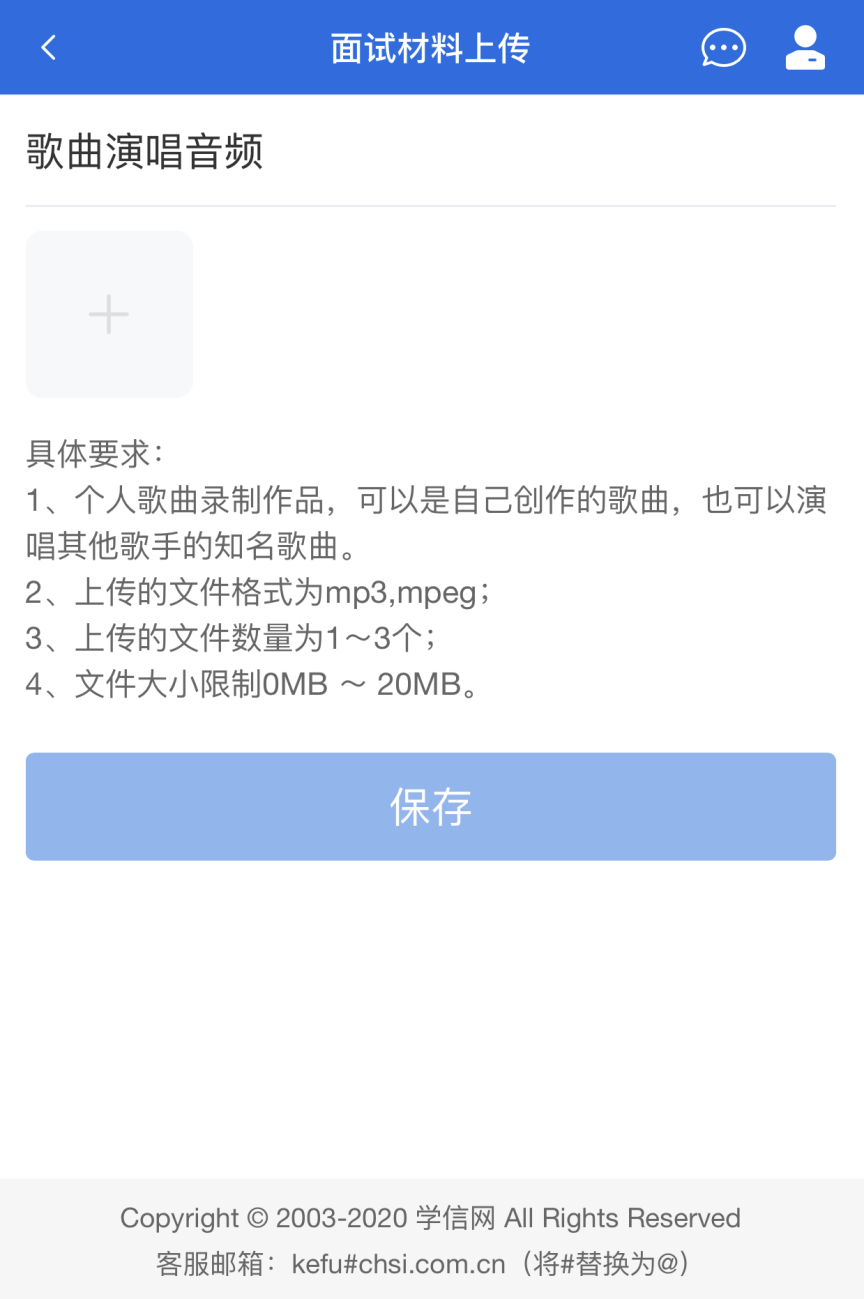 面试材料上传
歌曲演唱音频
具体要求：
1、个人歌曲录制作品，可以是自己创作的歌曲，也可以演
唱其他歌手的知名歌曲。
2、上传的文件格式为mp3,mpeg；
3、上传的文件数量为1～3个；
4、文件大小限制0MB ～ 20MB。
保存
Copyright © 2003-2020 学信网 All Rights Reserved
客服邮箱：kefu#chsi.com.cn（将#替换为@）